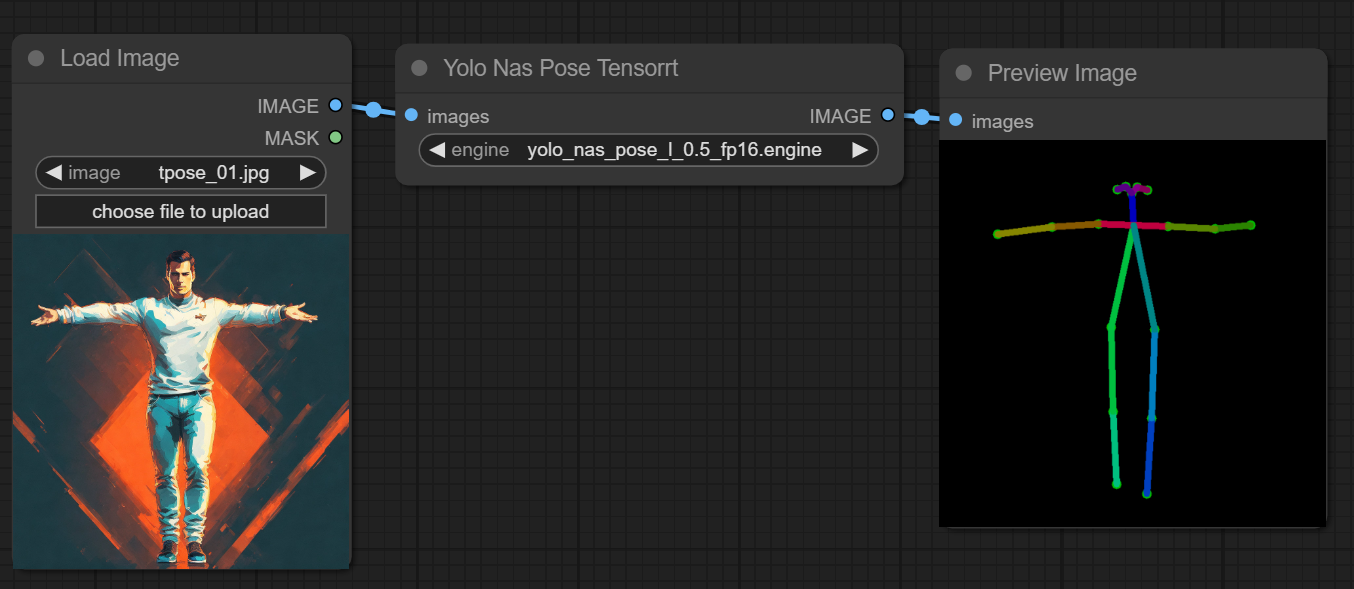 Load Image
IMAGE
MASK
image tpose_01.jpg
choose file to upload
Yolo Nas Pose Tensorrt
images IMAGE
engine yolo_nas_pose_l_0.5_fp16.engine
Preview Image
images